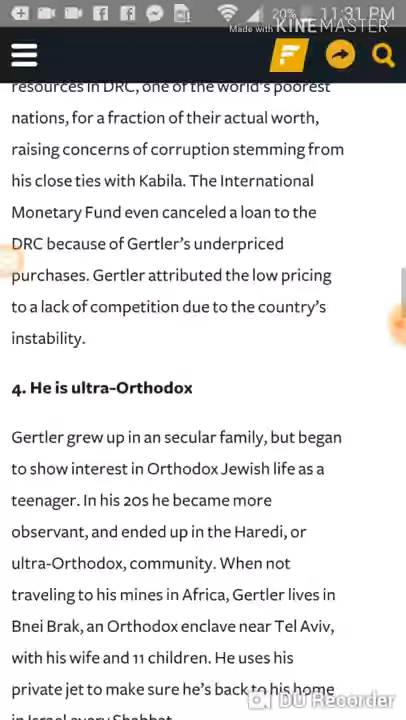 20% 11:31 PM
Made with KINEMASTER
resources in DRC, one of the world's poorest
nations, for a fraction of their actual worth,
raising concerns of corruption stemming from
his close ties with Kabila. The International
Monetary Fund even canceled a loan to the
DRC because of Gertler's underpriced
purchases. Gertler attributed the low pricing
to a lack of competition due to the country's
instability.
4. He is ultra-Orthodox
Gertler grew up in an secular family, but began
to show interest in Orthodox Jewish life as a
teenager. In his 20s he became more
observant, and ended up in the Haredi, or
ultra-Orthodox, community. When not
traveling to his mines in Africa, Gertler lives in
Bnei Brak, an Orthodox enclave near Tel Aviv,
with his wife and 11 children. He uses his
private jet to make sure he's back to his home
DU Recorder
in Israel every Shabbat.